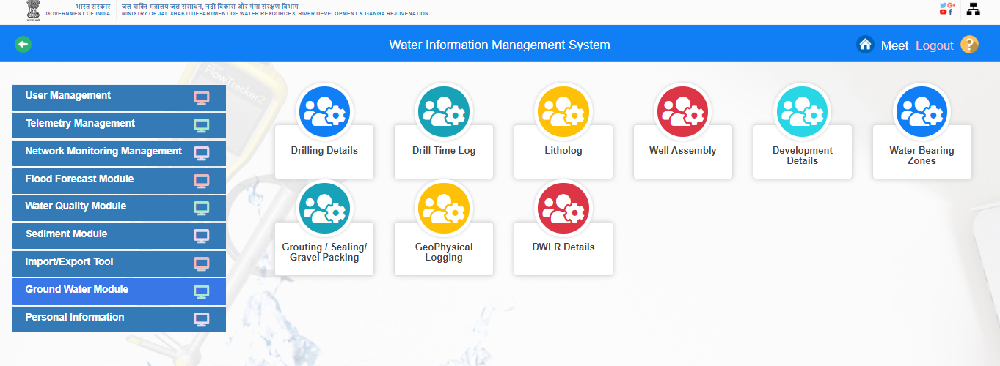 भारत सरकार
GOVERNMENT OF INDIA
जल शक्ति मंत्रालय जल संसाधन, नदी विकास और गंगा संरक्षण विभाग
MINISTRY OF JAL SHAKTI DEPARTMENT OF WATER RESOURCES, RIVER DEVELOPMENT & GANGA REJUVENATION
Water Information Management System
Meet Logout ?
FlowTracker2
User Management
Telemetry Management
Network Monitoring Management
Flood Forecast Module
Water Quality Module
Sediment Module
Import/Export Tool
Ground Water Module
Personal Information
Drilling Details
Drill Time Log
Litholog
Well Assembly
Development
Details
Water Bearing
Zones
Grouting / Sealing/
Gravel Packing
GeoPhysical
Logging
DWLR Details